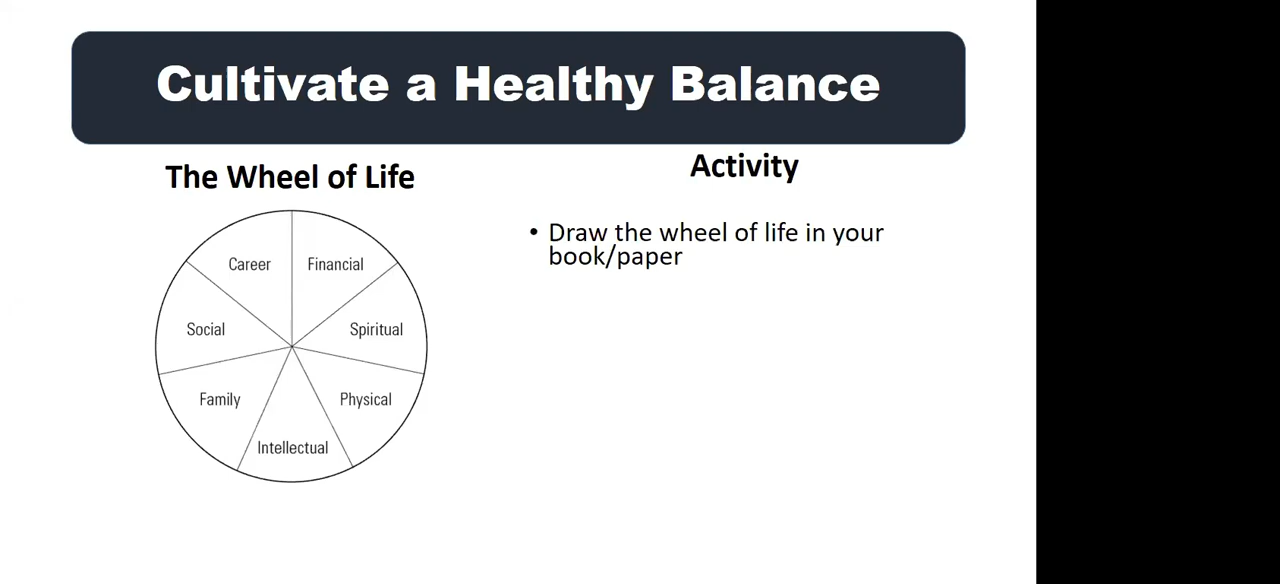 Cultivate a Healthy Balance
The Wheel of Life
Career
Financial
Social
Spiritual
Family
Physical
Intellectual
Activity
• Draw the wheel of life in your
book/paper